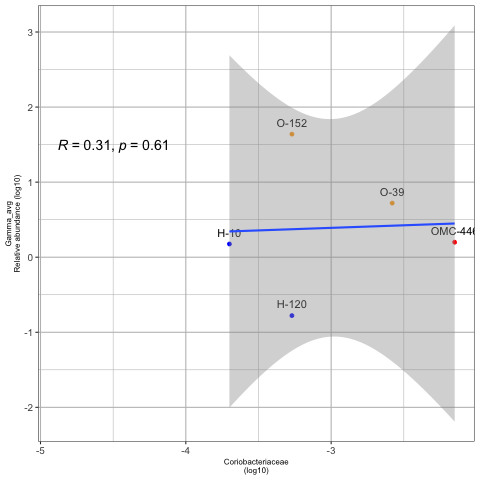 3
2
1
0
-1
-2
-5
-4
-3
R = 0.31, p = 0.61
O-152
O-39
H-10
OMC-446
H-120
Gamma_avg
Relative abundance (log10)
Coriobacteriaceae
(log10)